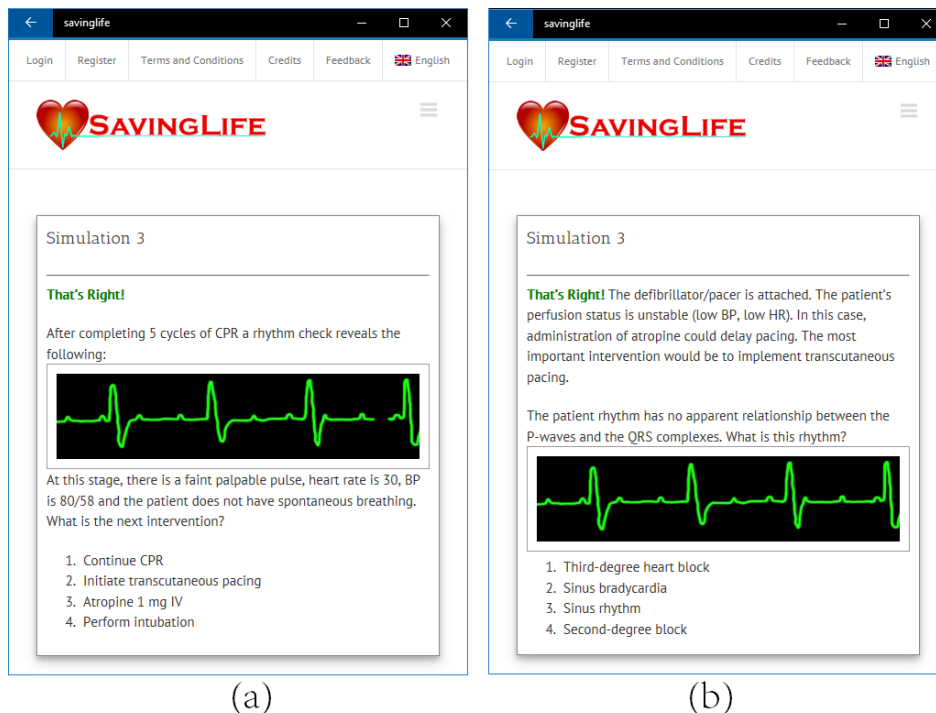 savinglife
Login Register Terms and Conditions Credits Feedback English
SAVINGLIFE
Simulation 3
That's Right!
After completing 5 cycles of CPR a rhythm check reveals the
following:
At this stage, there is a faint palpable pulse, heart rate is 30, BP
is 80/58 and the patient does not have spontaneous breathing.
What is the next intervention?
1. Continue CPR
2. Initiate transcutaneous pacing
3. Atropine 1 mg IV
4. Perform intubation
(a)
savinglife
Login Register Terms and Conditions Credits Feedback English
SAVINGLIFE
Simulation 3
That's Right! The defibrillator/pacer is attached. The patient's
perfusion status is unstable (low BP, low HR). In this case,
administration of atropine could delay pacing. The most
important intervention would be to implement transcutaneous
pacing.
The patient rhythm has no apparent relationship between the
P-waves and the QRS complexes. What is this rhythm?
1. Third-degree heart block
2. Sinus bradycardia
3. Sinus rhythm
4. Second-degree block
(b)